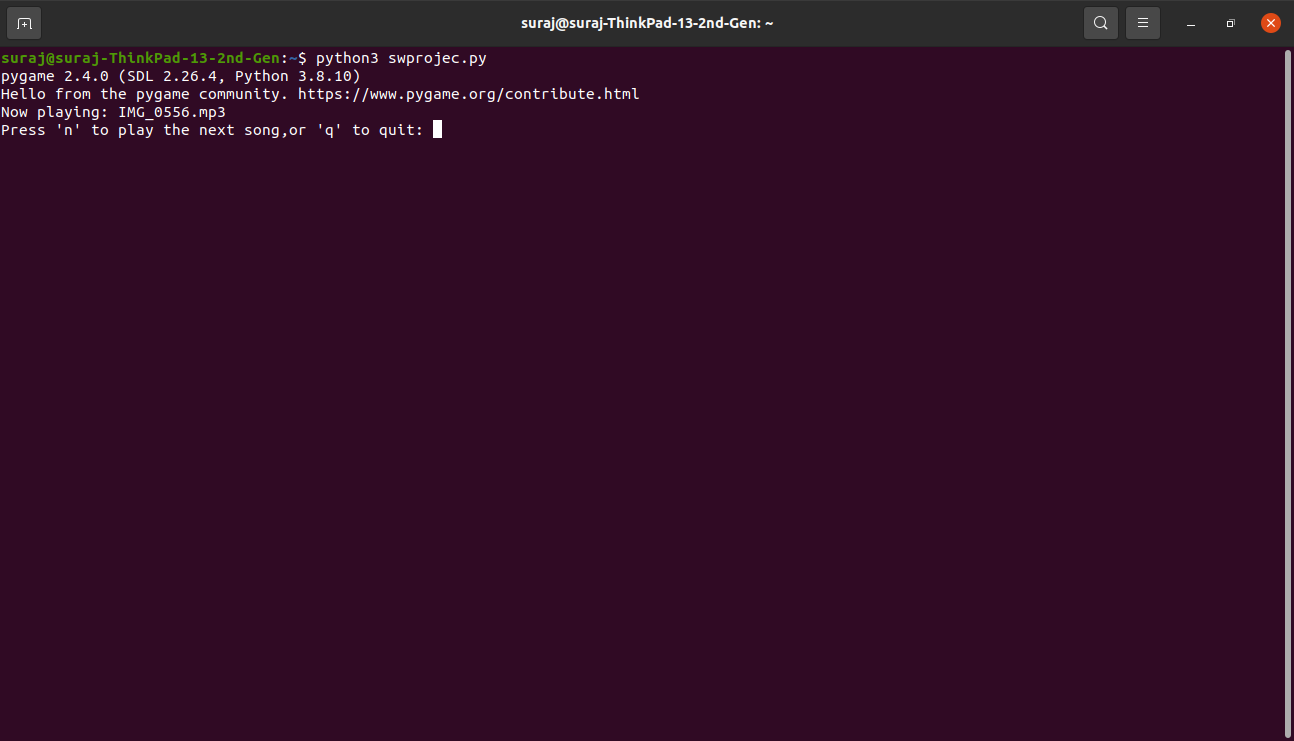 suraj@suraj-ThinkPad-13-2nd-Gen: ~
suraj@suraj-ThinkPad-13-2nd-Gen:~$ python3 swprojec.py
pygame 2.4.0 (SDL 2.26.4, Python 3.8.10)
Hello from the pygame community. https://www.pygame.org/contribute.html
Now playing: IMG_0556.mp3
Press 'n' to play the next song,or 'q' to quit: